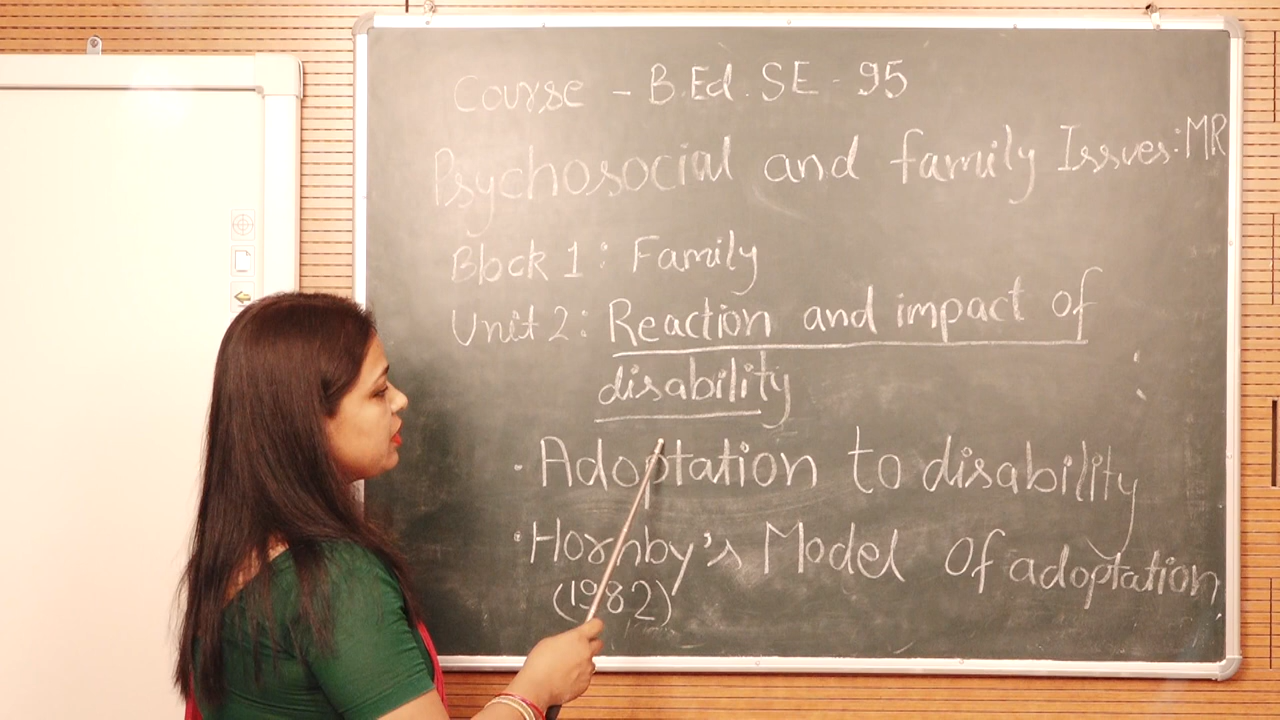 Course - B.Ed. SE - 95
Psychosocial and family Issues: MR
Block 1: Family
Unit 2: Reaction and impact of
disability
· Adoptation to disability
· Hornby's Model Of adoptation
(1982)